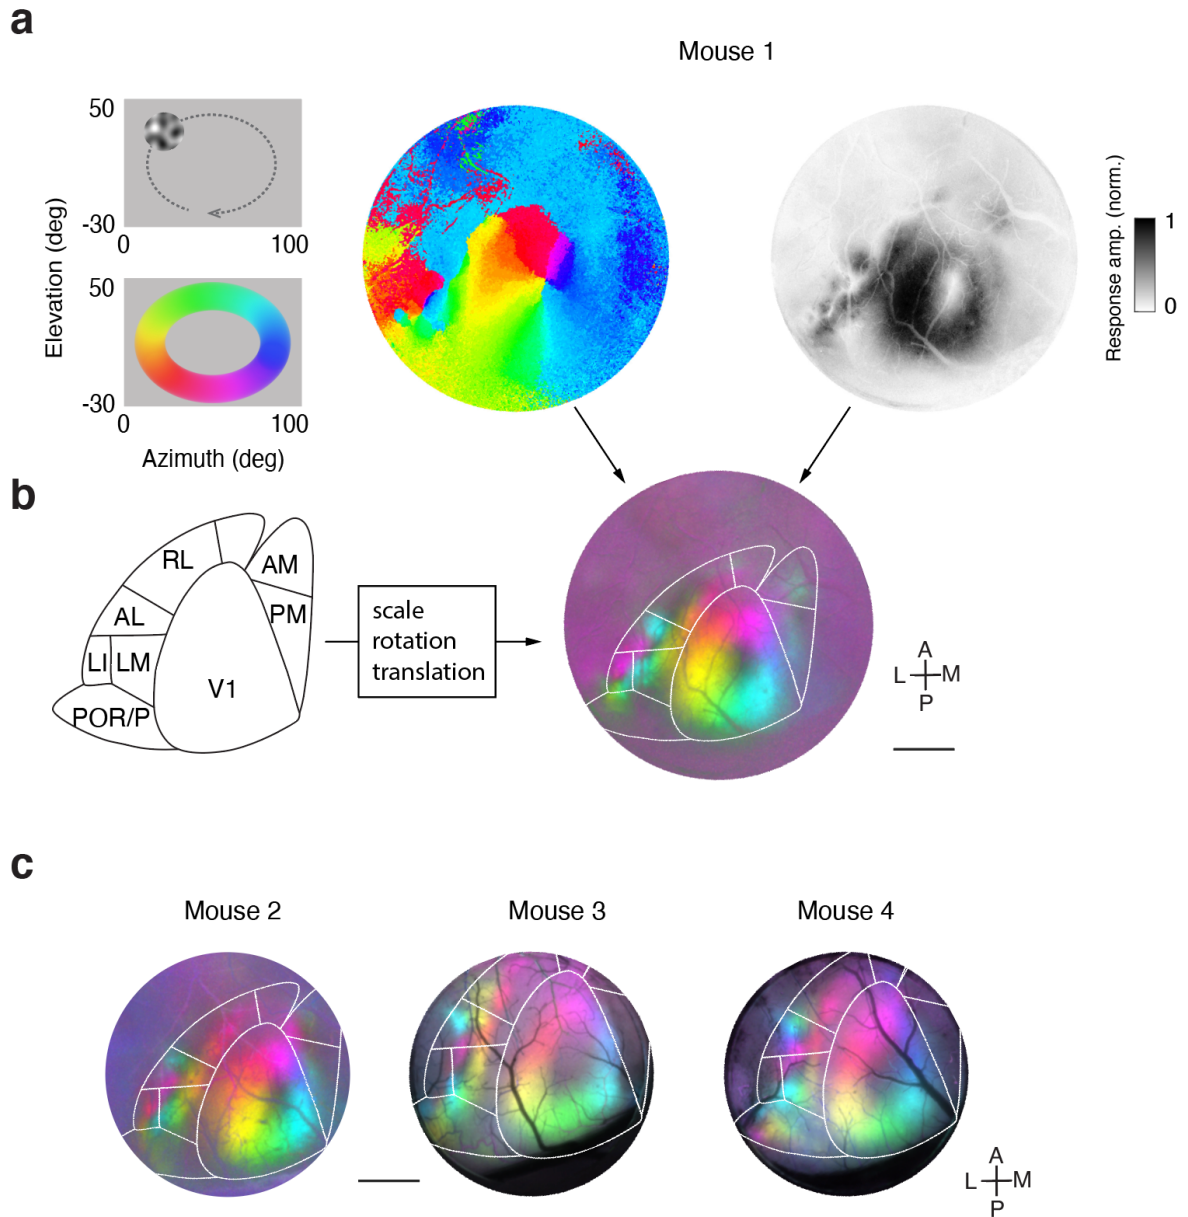 a
Mouse 1
50
-30
0
100
50
-30
0
100
Elevation (deg)
Azimuth (deg)
Response amp. (norm.)
1
0
b
RL
AM
AL
PM
LI
LM
V1
POR/P
scale
rotation
translation
A
L
M
P
c
Mouse 2
Mouse 3
Mouse 4
A
L
M
P